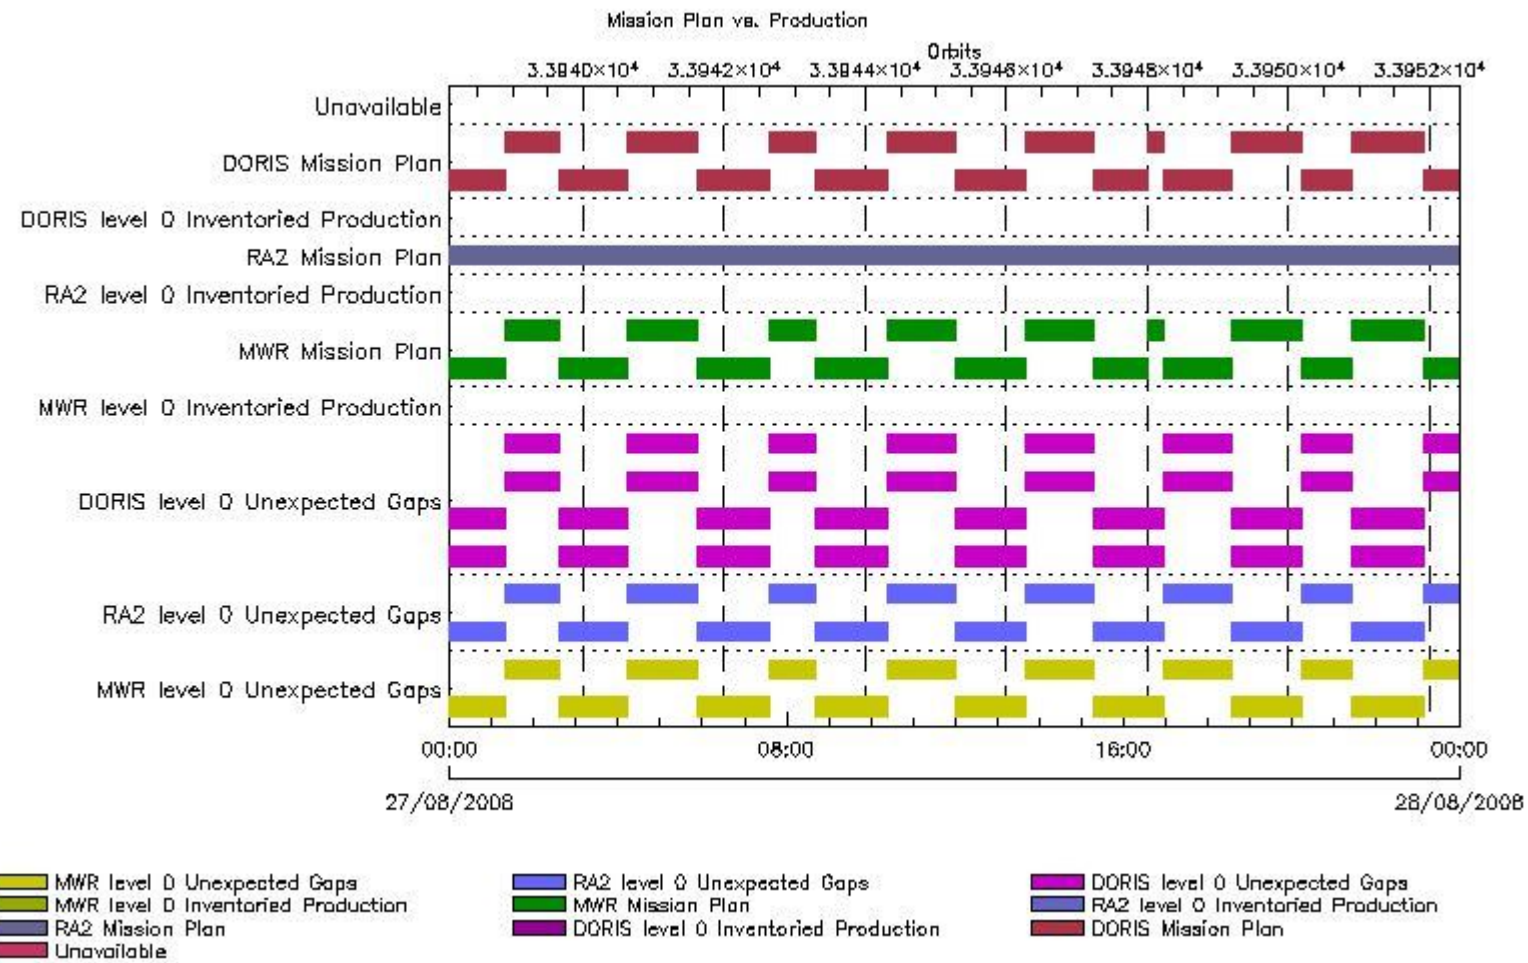 Mission Plan vs. Production
Orbits
3.3940×10⁴ 3.3942×10⁴ 3.3944×10⁴ 3.3946×10⁴ 3.3948×10⁴ 3.3950×10⁴ 3.3952×10⁴
Unavailable
DORIS Mission Plan
DORIS level 0 Inventoried Production
RA2 Mission Plan
RA2 level 0 Inventoried Production
MWR Mission Plan
MWR level 0 Inventoried Production
DORIS level 0 Unexpected Gaps
RA2 level 0 Unexpected Gaps
MWR level 0 Unexpected Gaps
00:00 08:00 16:00 00:00
27/08/2008 28/08/2008
MWR level 0 Unexpected Gaps RA2 level 0 Unexpected Gaps DORIS level 0 Unexpected Gaps
MWR level 0 Inventoried Production MWR Mission Plan RA2 level 0 Inventoried Production
RA2 Mission Plan DORIS level 0 Inventoried Production DORIS Mission Plan
Unavailable